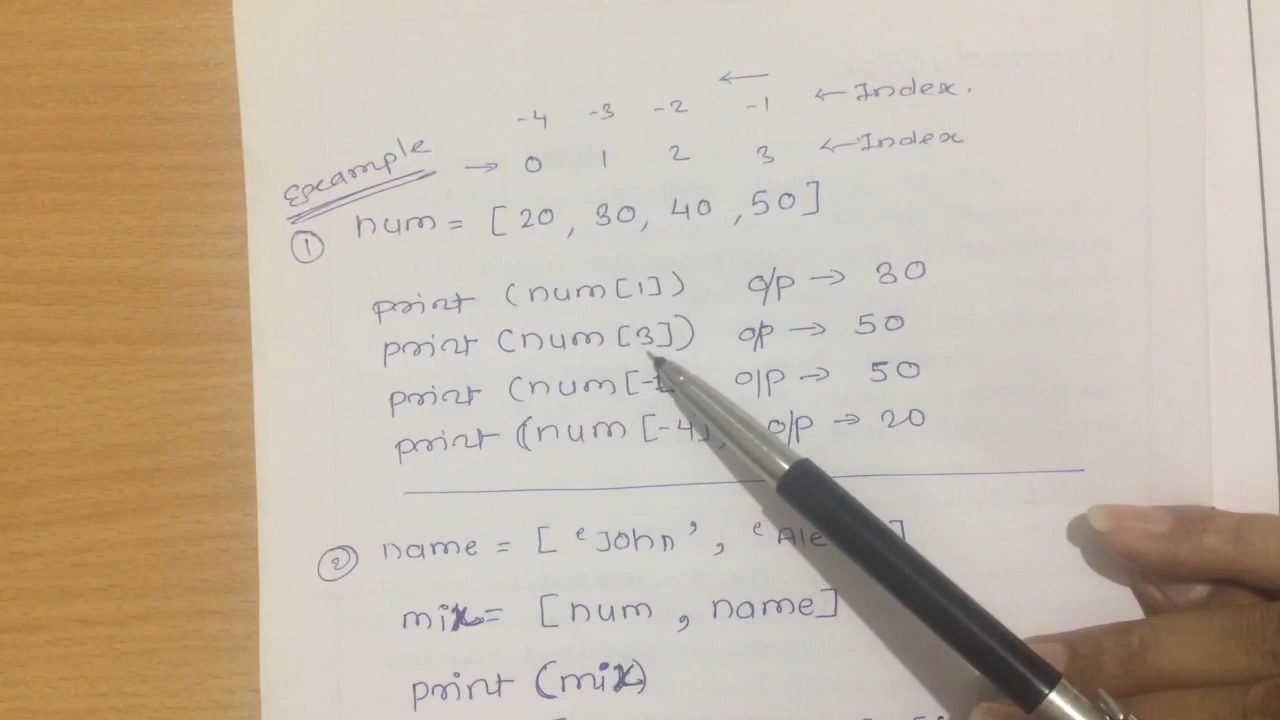 ←
-4 -3 -2 -1 ← Index.
Example → 0 1 2 3 ← Index
① num = [ 20 , 30, 40 , 50 ]
print (num [1]) o/p → 30
print (num [3]) o/p → 50
print (num [- o/p → 50
print (num [-4] o/p → 20
② name = [ 'John' , 'Ale ]
mix = [num , name]
print (mix)